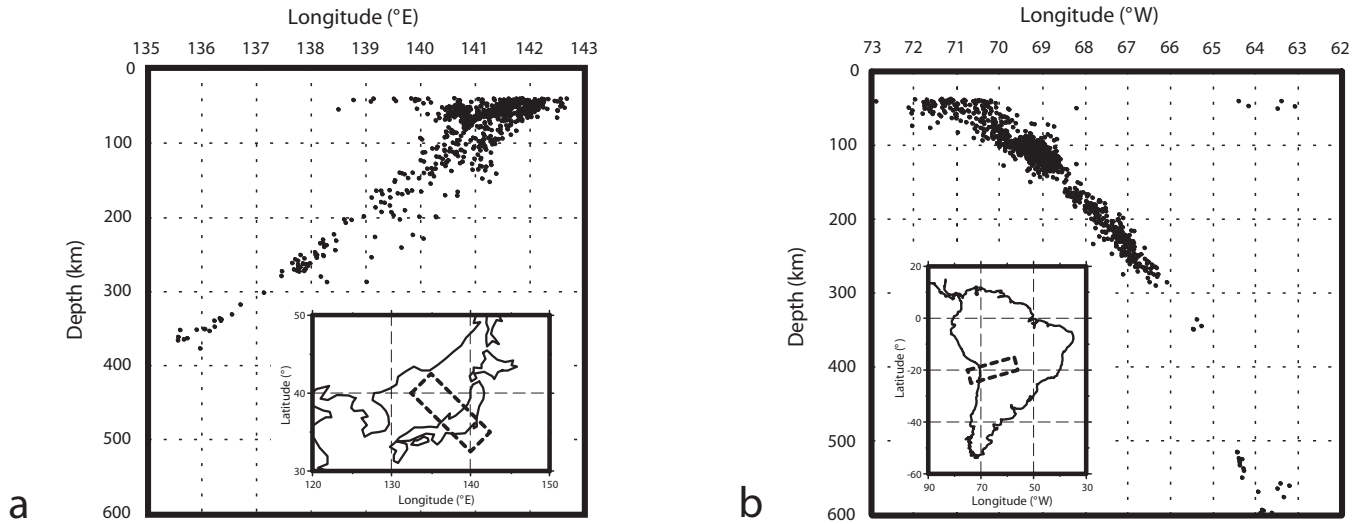 Longitude (°E)
135 136 137 138 139 140 141 142 143
0
100
200
300
400
500
600
Depth (km)
50
40
30
Latitude (°)
120 130 140 150
Longitude (°E)
a
Longitude (°W)
73 72 71 70 69 68 67 66 65 64 63 62
0
100
200
300
400
500
600
Depth (km)
20
0
-20
-40
-60
Latitude (°)
90 70 50 30
Longitude (°W)
b